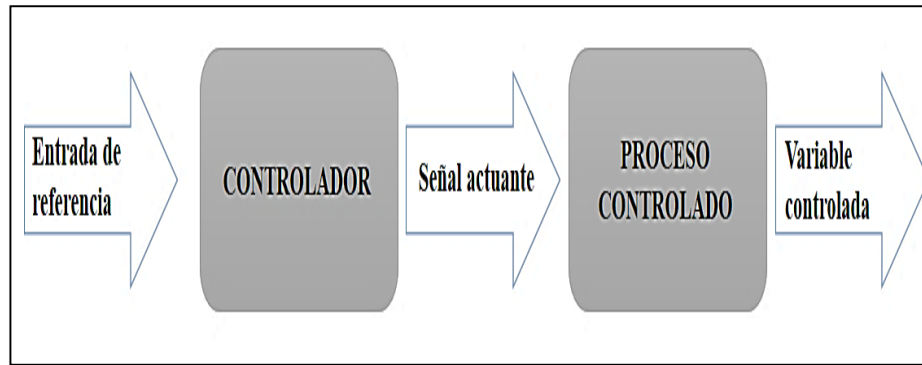 Entrada de
referencia
CONTROLADOR
Señal actuante
PROCESO
CONTROLADO
Variable
controlada